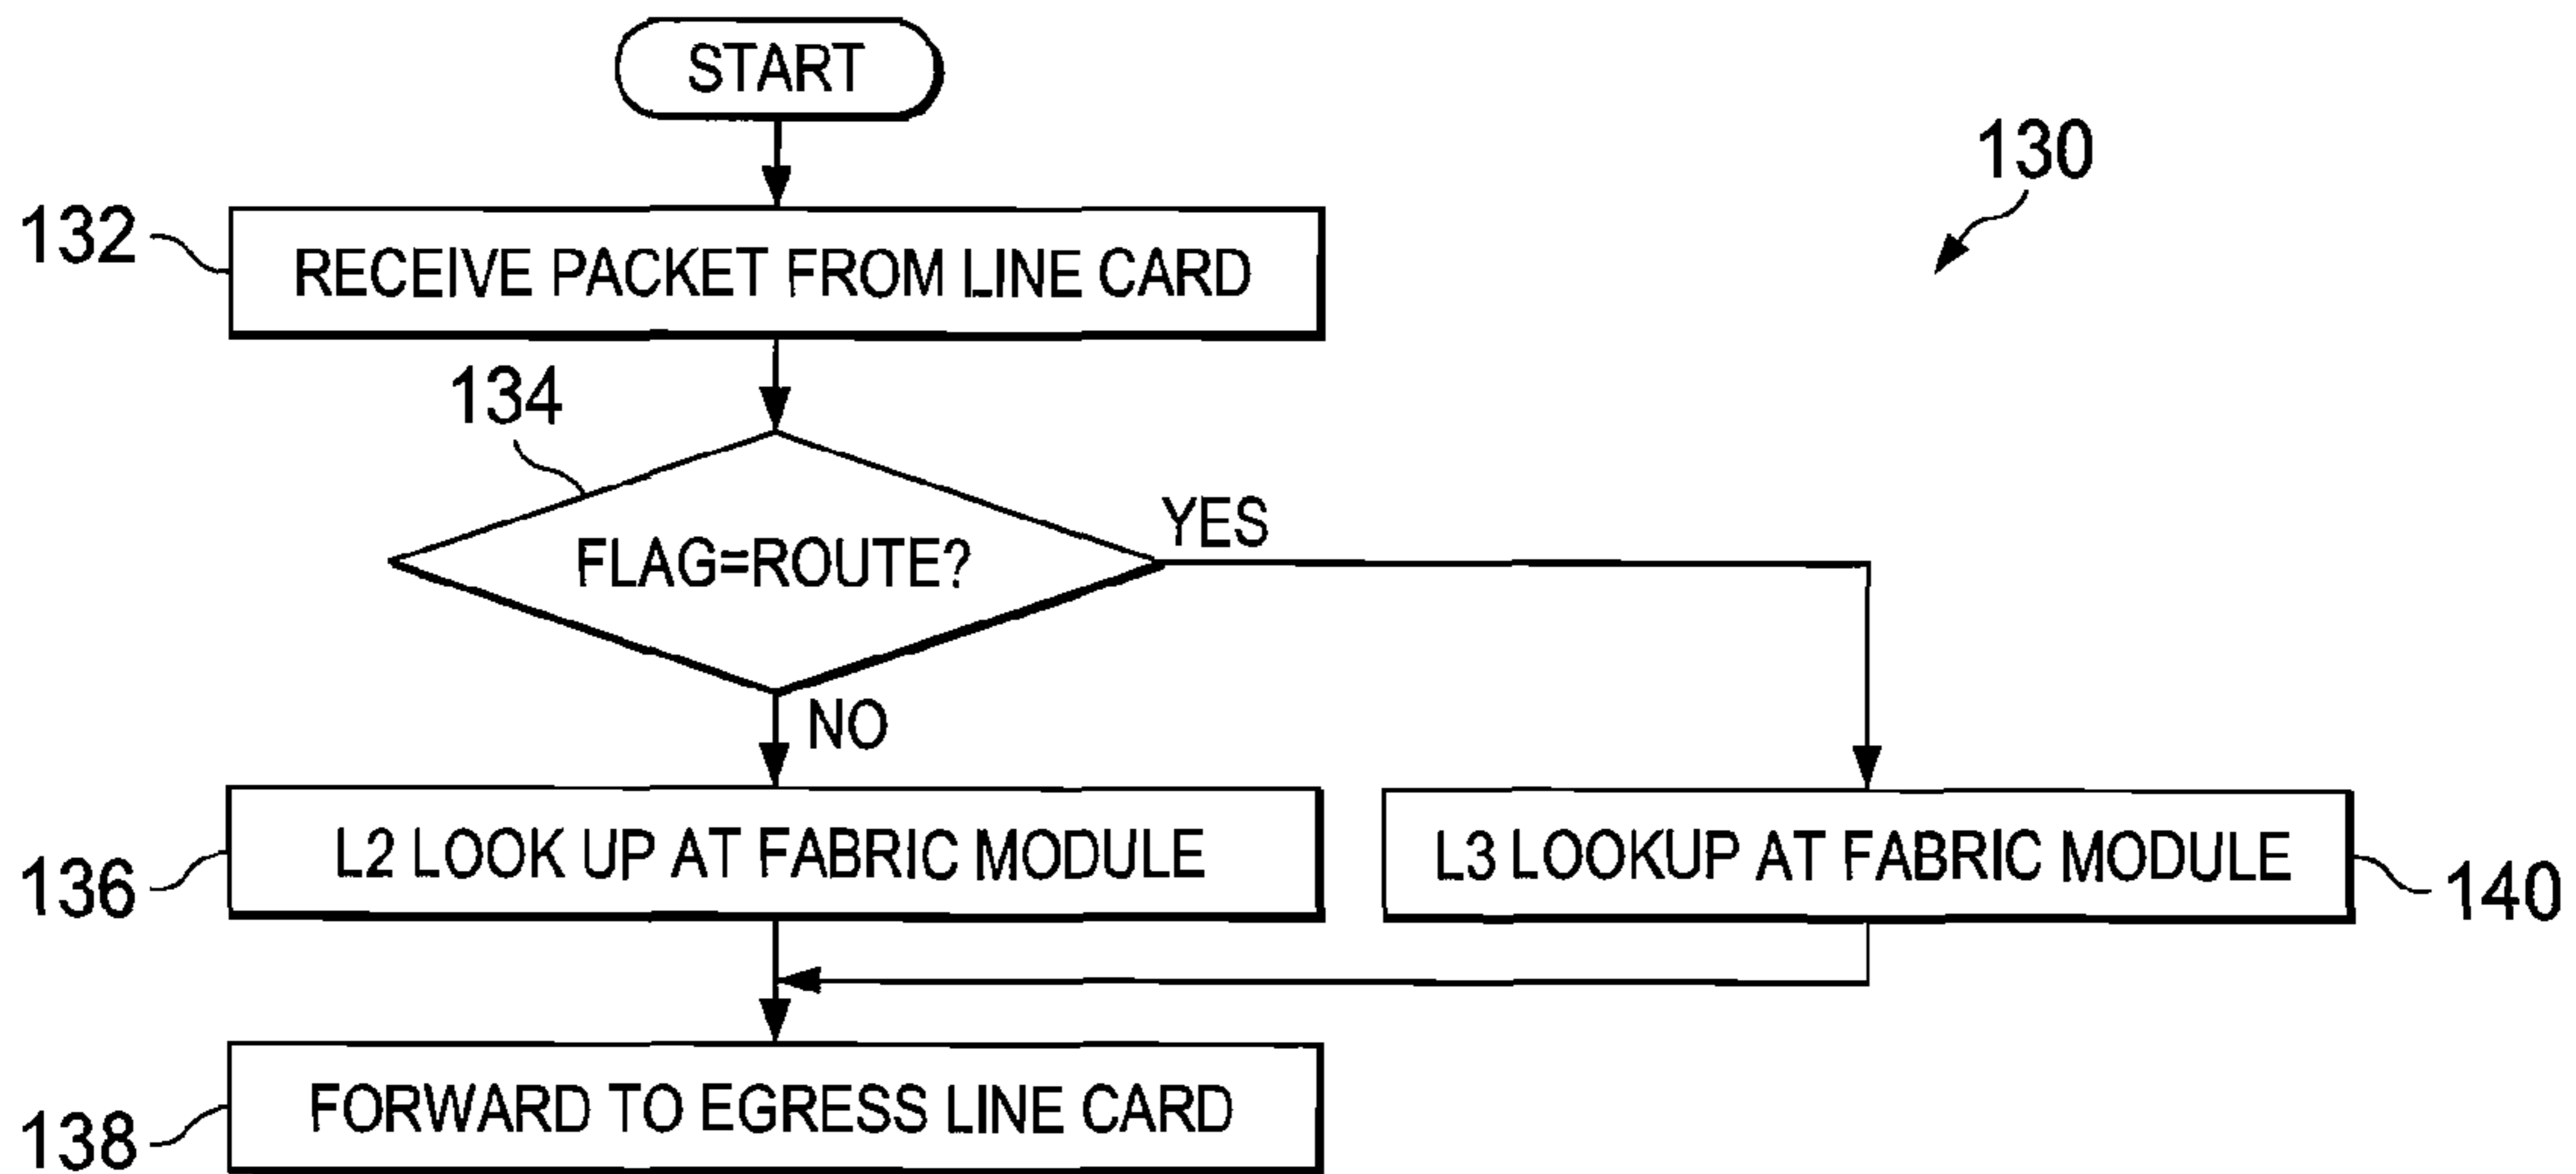 START
130
132
RECEIVE PACKET FROM LINE CARD
134
FLAG=ROUTE?
YES
NO
136
L2 LOOK UP AT FABRIC MODULE
L3 LOOKUP AT FABRIC MODULE
140
138
FORWARD TO EGRESS LINE CARD